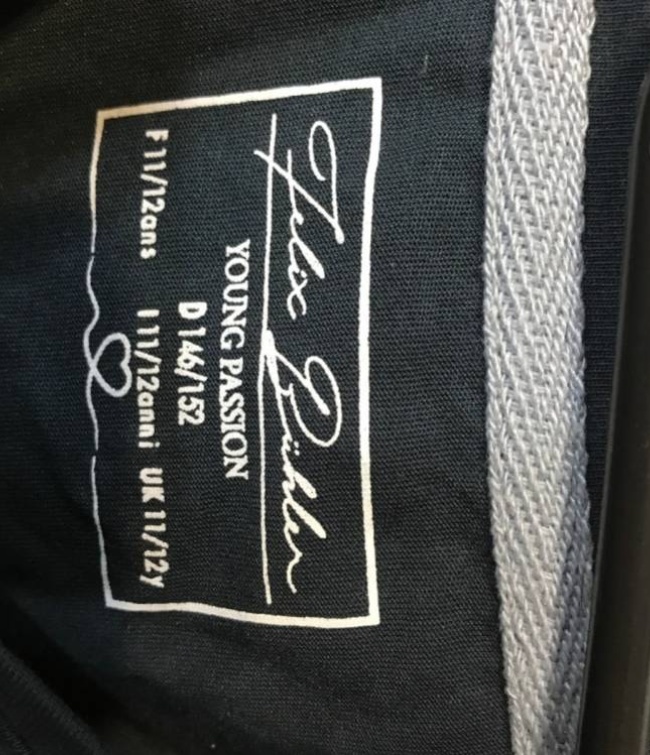 Felix Bühler
YOUNG PASSION
D 146/152
F 11/12ans I 11/12anni UK 11/12y